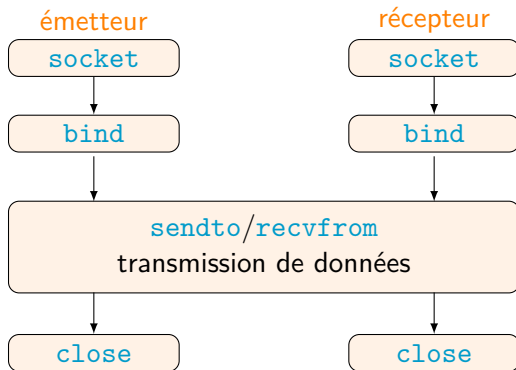 émetteur récepteur
socket socket
bind bind
sendto/recvfrom
transmission de données
close close